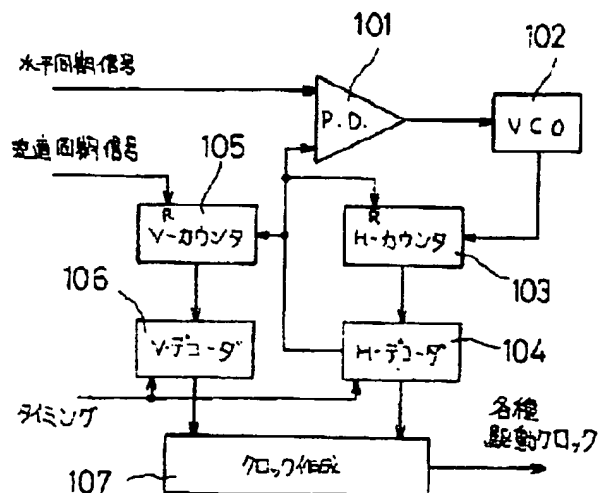 101
102
水平同期信号
P.D.
VCO
垂直同期信号
105
R
V-カウンタ
R
H-カウンタ
103
106
V-デコーダ
H-デコーダ
104
タイミング
各種
駆動クロック
クロック作成
107